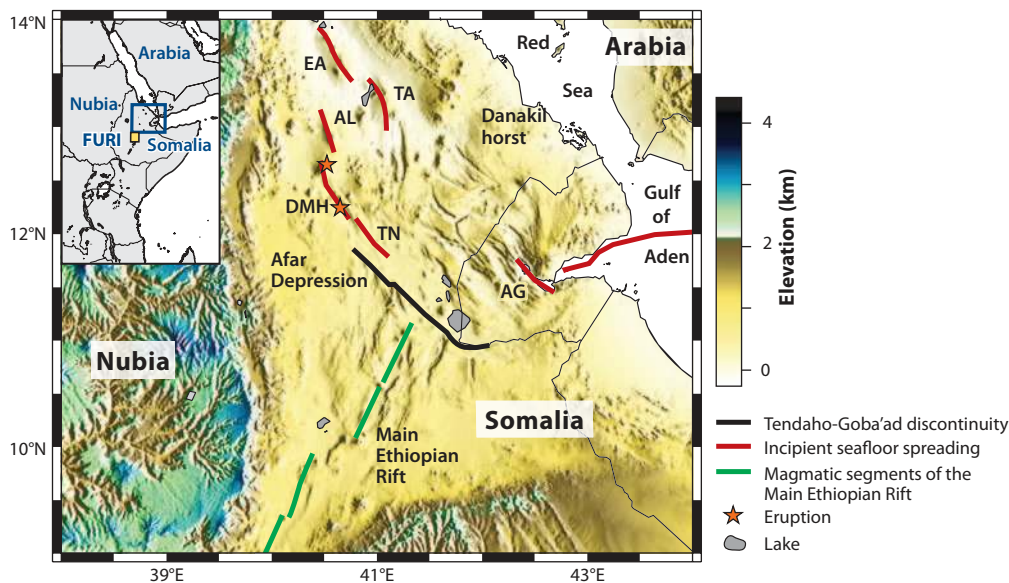 14°N
12°N
10°N
39°E
41°E
43°E
Arabia
Nubia
FURI
Somalia
Red
Sea
Arabia
EA
TA
AL
Danakil
horst
DMH
TN
Afar
Depression
AG
Gulf
of
Aden
Nubia
Somalia
Main
Ethiopian
Rift
Elevation (km)
4
2
0
Tendaho-Goba’ad discontinuity
Incipient seafloor spreading
Magmatic segments of the
Main Ethiopian Rift
Eruption
Lake